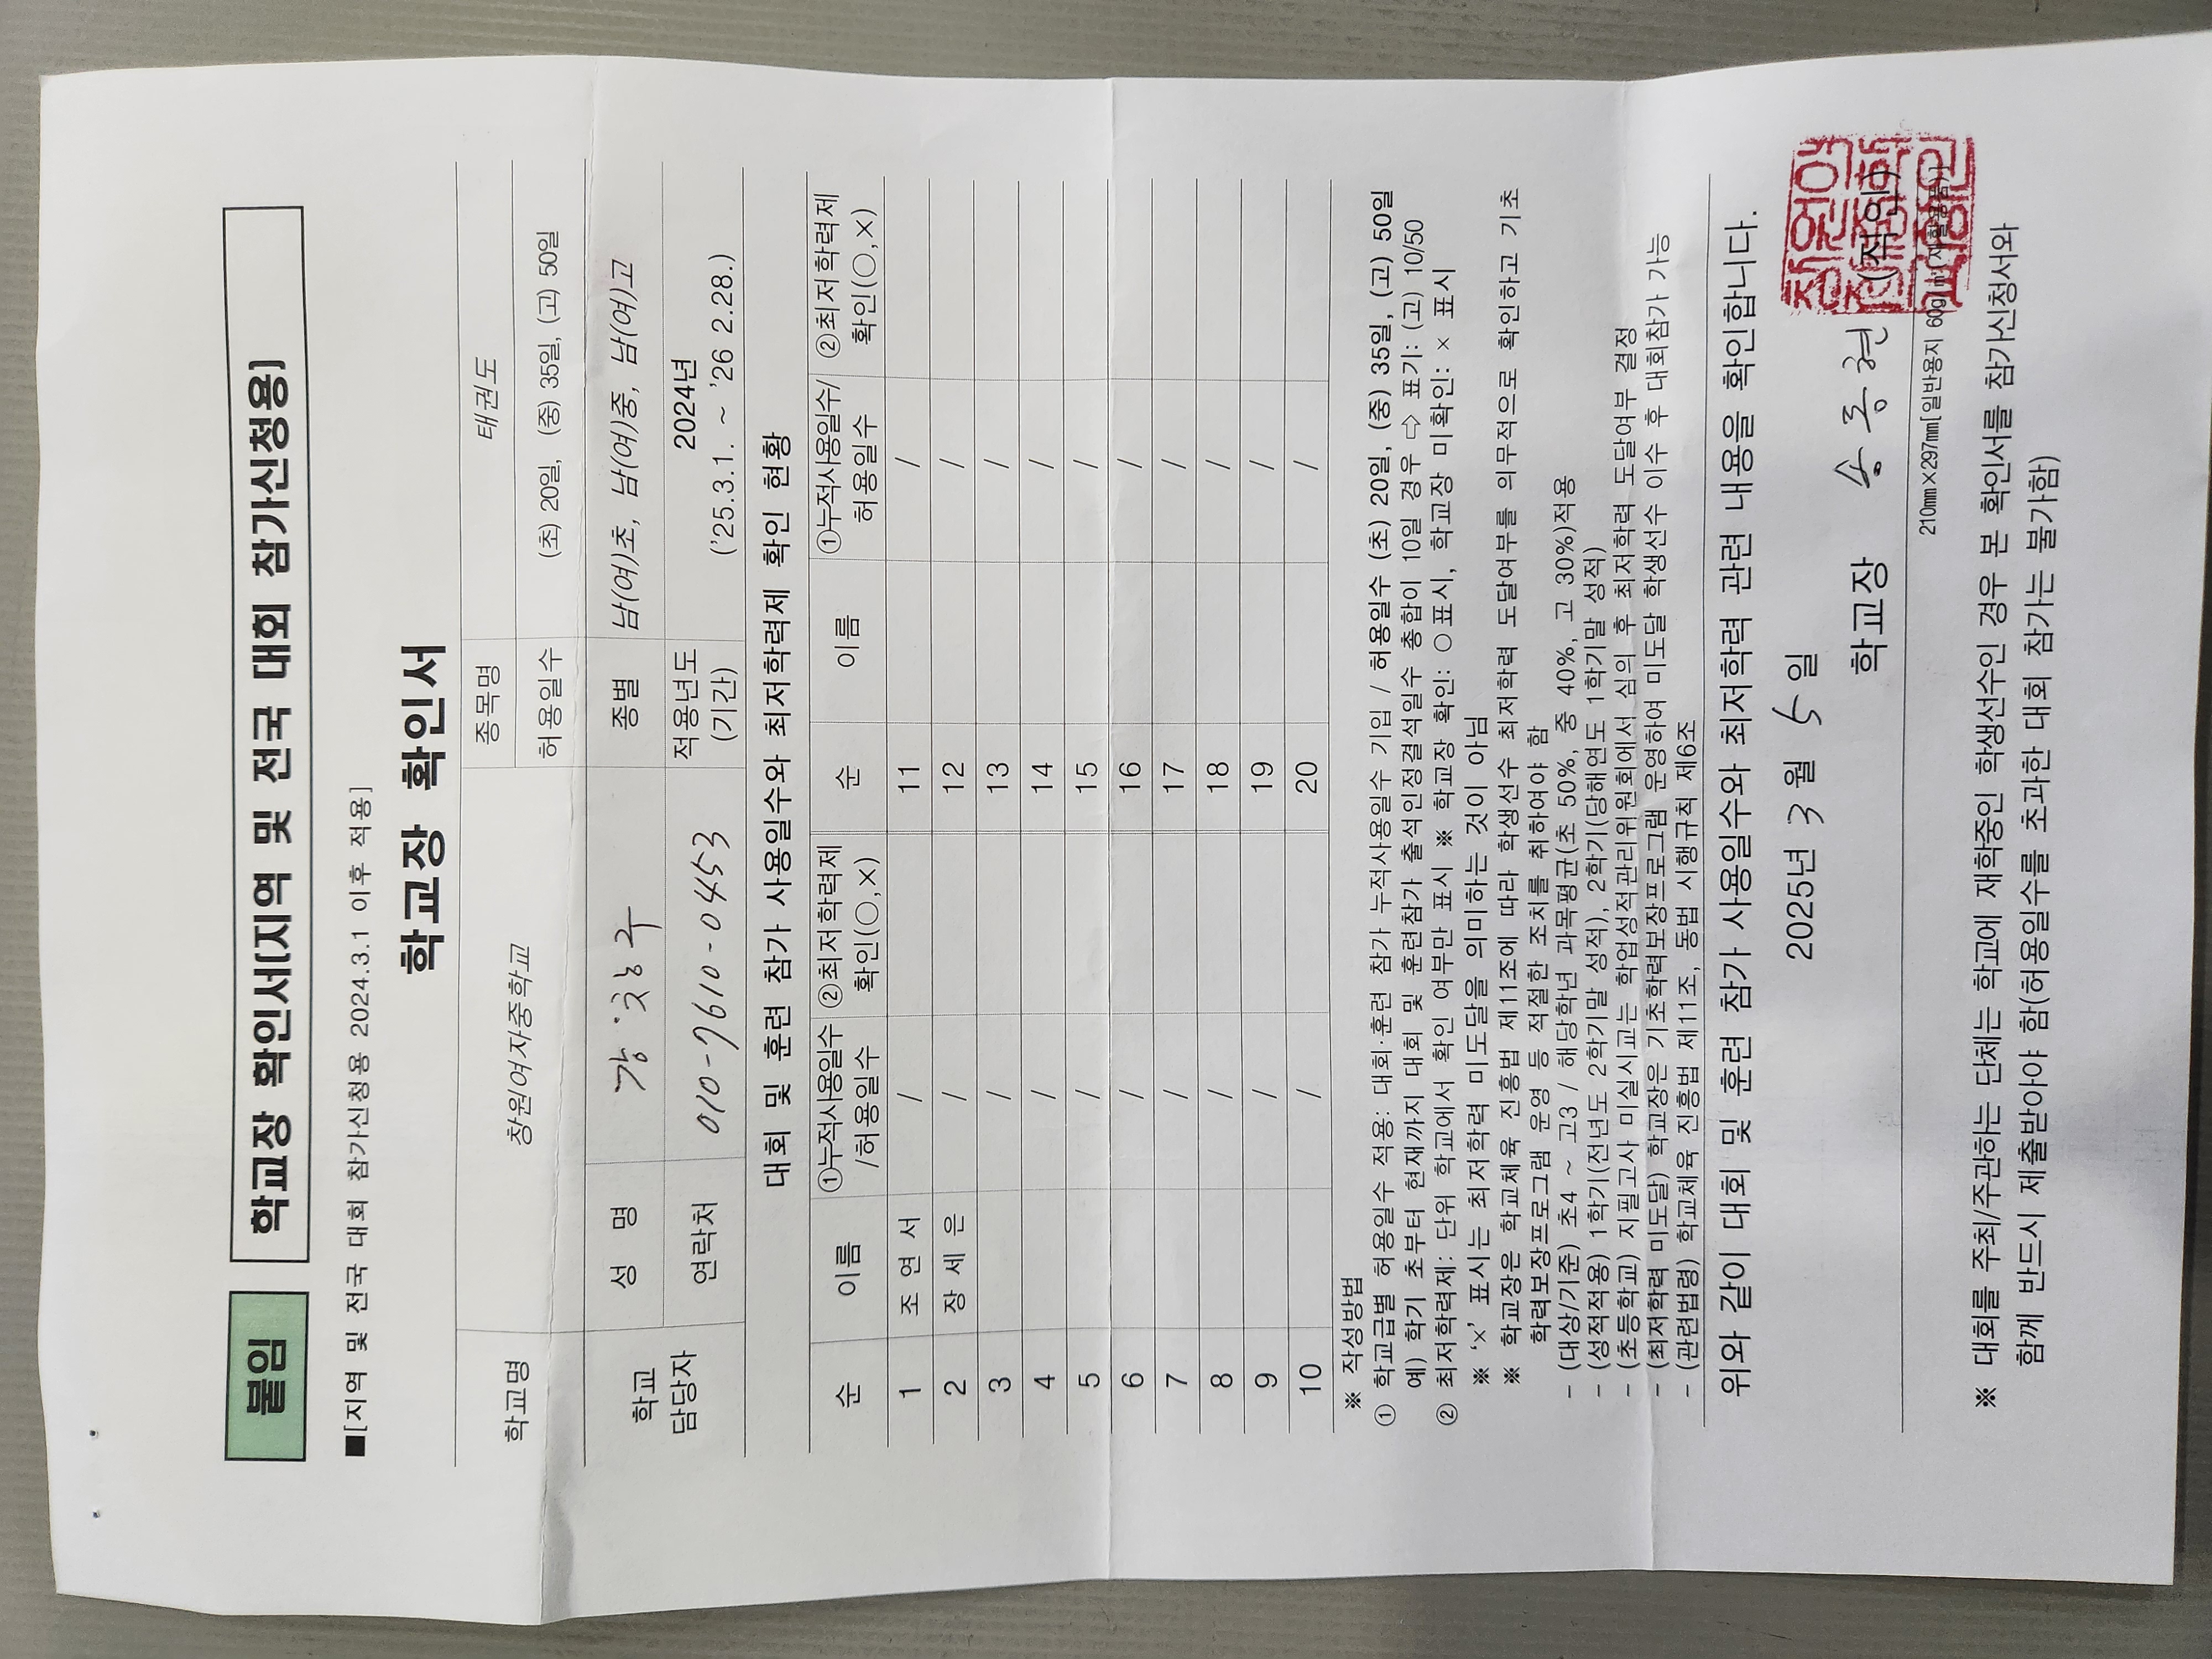 붙임 학교장 확인서[지역 및 전국 대회 참가신청용]
■[지역 및 전국 대회 참가신청용 2024.3.1 이후 적용]
학교장 확인서
학교명 창원여자중학교 종목명 태권도
허용일수 (초) 20일, (중) 35일, (고) 50일
학교 담당자 성 명 종별 남(여)초, 남(여)중, 남(여)고
연락처 010-9610-0453 적용년도 (기간) 2024년 ('25.3.1. ~ '26 2.28.)
대회 및 훈련 참가 사용일수와 최저학력제 확인 현황
순 이름 ①누적사용일수/허용일수 ②최저학력제 확인(○,×) 순 이름 ①누적사용일수/허용일수 ②최저학력제 확인(○,×)
1 조 연 서 / 11 /
2 장 세 은 / 12 /
3 / 13 /
4 / 14 /
5 / 15 /
6 / 16 /
7 / 17 /
8 / 18 /
9 / 19 /
10 / 20 /
※ 작성방법
① 학교급별 허용일수 적용: 대회·훈련 참가 누적사용일수 기입 / 허용일수 (초) 20일, (중) 35일, (고) 50일
예) 학기 초부터 현재까지 대회 및 훈련참가 출석인정결석일수 총합이 10일 경우 ⇨ 표기: (고) 10/50
② 최저학력제: 단위 학교에서 확인 여부만 표시 ※ 학교장 확인: ○ 표시, 학교장 미확인: × 표시
※ '×' 표시는 최저학력 미도달을 의미하는 것이 아님
※ 학교장은 학교체육 진흥법 제11조에 따라 학생선수 최저학력 도달여부를 의무적으로 확인하고 기초
학력보장프로그램 운영 등 적절한 조치를 취하여야 함
- (대상/기준) 초4 ~ 고3 / 해당학년 과목평균(초 50%, 중 40%, 고 30%)적용
- (성적적용) 1학기(전년도 2학기말 성적), 2학기(당해연도 1학기말 성적)
- (초등학교) 지필고사 미실시교는 학업성적관리위원회에서 심의 후 최저학력 도달여부 결정
- (최저학력 미도달) 학교장은 기초학력보장프로그램 운영하여 미도달 학생선수 이수 후 대회참가 가능
- (관련법령) 학교체육 진흥법 제11조, 동법 시행규칙 제6조
위와 같이 대회 및 훈련 참가 사용일수와 최저학력 관련 내용을 확인합니다.
2025년 3월 5일
학교장 송 동 현 (직인)
210mm×297mm[일반용지 60g/㎡(재활용품)]
※ 대회를 주최/주관하는 단체는 학교에 재학중인 학생선수인 경우 본 확인서를 참가신청서와
함께 반드시 제출받아야 함(허용일수를 초과한 대회 참가는 불가함)